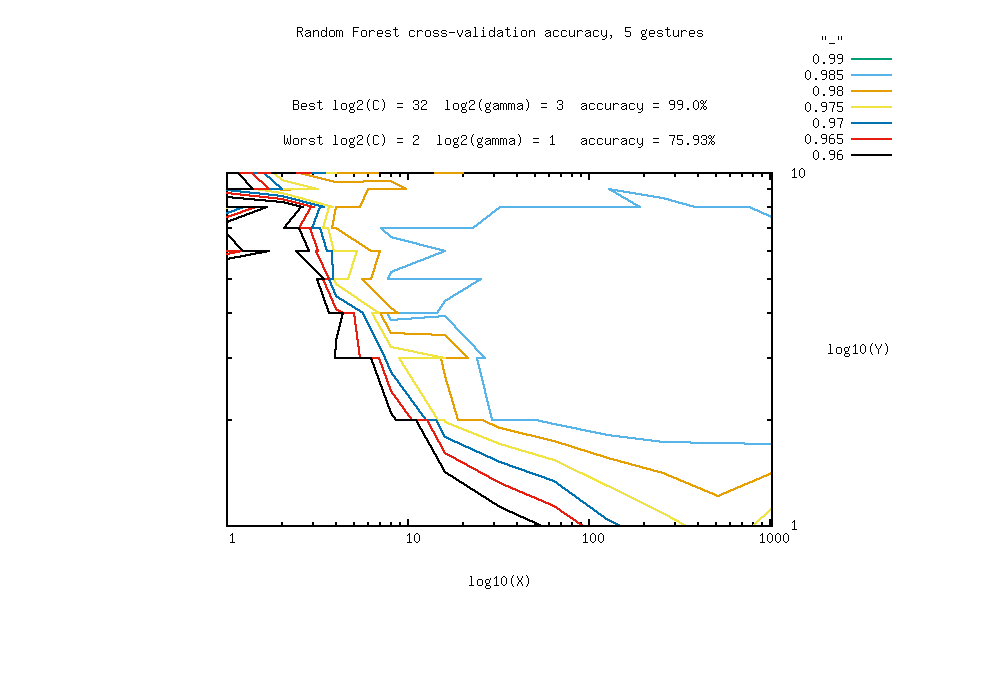 Random Forest cross-validation accuracy, 5 gestures
"_"
0.99
0.985
0.98
0.975
0.97
0.965
0.96
Best log2(C) = 32  log2(gamma) = 3  accuracy = 99.0%
Worst log2(C) = 2  log2(gamma) = 1   accuracy = 75.93%
10
log10(Y)
1
1 10 100 1000
log10(X)